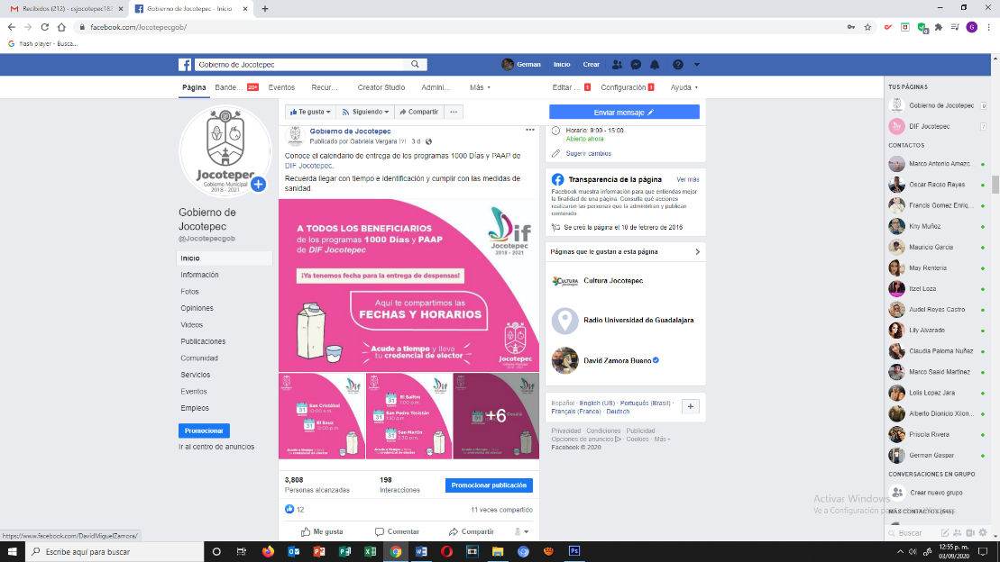 Recibidos (212) - csjocotepec183
Gobierno de Jocotepec - Inicio
facebook.com/Jocotepecgob/
flash player - Busca...
Gobierno de Jocotepec
German
Inicio
Crear
Página
Bande...
20+
Eventos
Recur...
Creator Studio
Admini...
Más
Editar ...
1
Configuración
1
Ayuda
Jocotepec
Gobierno Municipal
2018 - 2021
Gobierno de
Jocotepec
@Jocotepecgob
Inicio
Información
Fotos
Opiniones
Videos
Publicaciones
Comunidad
Servicios
Eventos
Empleos
Promocionar
Ir al centro de anuncios
Te gusta
Siguiendo
Compartir
Gobierno de Jocotepec
Publicado por Gabriela Vergara [?] · 3 d ·
Conoce el calendario de entrega de los programas 1000 Días y PAAP de
DIF Jocotepec.
Recuerda llegar con tiempo e identificación y cumplir con las medidas de
sanidad
A TODOS LOS BENEFICIARIOS
de los programas 1000 Días y PAAP
de DIF Jocotepec
dif
Jocotepec
2018 - 2021
¡Ya tenemos fecha para la entrega de despensas!
Aquí te compartimos las
FECHAS Y HORARIOS
Acude a tiempo y lleva
tu credencial de elector
Jocotepec
San Cristóbal
El Sauz
El Salitre
San Pedro Tesistán
San Martín
+6
3,808
Personas alcanzadas
198
Interacciones
Promocionar publicación
12
11 veces compartido
Me gusta
Comentar
Compartir
Enviar mensaje
Horario: 9:00 - 15:00
Abierto ahora
Sugerir cambios
Transparencia de la página
Ver más
Facebook muestra información para que entiendas mejor
la finalidad de una página. Consulta qué acciones
realizaron las personas que la administran y publican
contenido
Se creó la página el 10 de febrero de 2016
Páginas que le gustan a esta página
Cultura Jocotepec
Radio Universidad de Guadalajara
David Zamora Bueno
Español · English (US) · Português (Brasil) ·
Français (France) · Deutsch
Privacidad · Condiciones · Publicidad
Opciones de anuncios · Cookies · Más
Facebook © 2020
TUS PÁGINAS
Gobierno de Jocotepec
DIF Jocotepec
7
CONTACTOS
Marco Antonio Amezc...
Oscar Racso Reyes
Francis Gomez Enriq...
Kny Muñoz
Mauricio Garcia
May Renteria
Itzel Loza
Audel Reyes Castro
Lily Alvarado
Claudia Paloma Nuñez
Marco Saaid Martinez
Lolis Lopez Jara
Alberto Dionicio Xilon...
Priscila Rivera
German Gaspar
CONVERSACIONES EN GRUPO
Crear nuevo grupo
MÁS CONTACTOS
Buscar
Activar Windows
Ve a Configuración
https://www.facebook.com/DavidMiguelZamora/
Escribe aquí para buscar
12:55 p. m.
03/09/2020